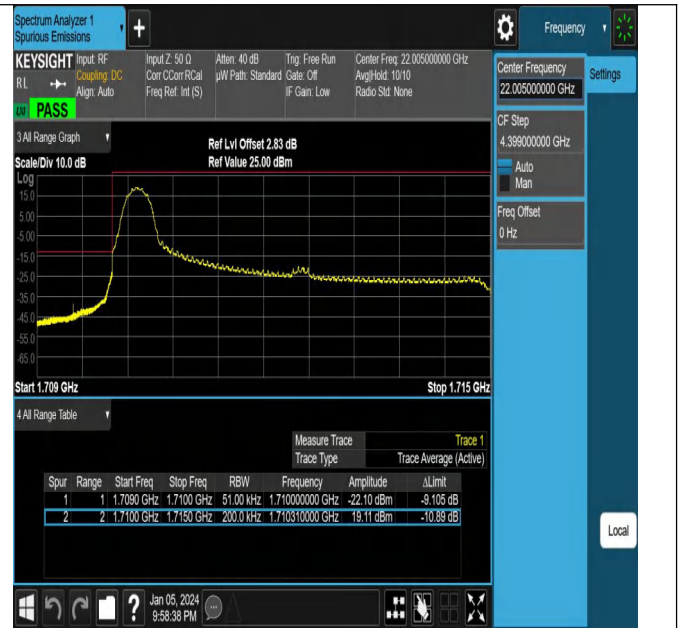 Spectrum Analyzer 1
Spurious Emissions
+
Frequency
KEYSIGHT
Input: RF
Coupling: DC
Align: Auto
Input Z: 50 Ω
Corr CCorr RCal
Freq Ref: Int (S)
Atten: 40 dB
µW Path: Standard
Trig: Free Run
Gate: Off
IF Gain: Low
Center Freq: 22.005000000 GHz
Avg|Hold: 10/10
Radio Std: None
RL
LXI
PASS
Center Frequency
22.005000000 GHz
Settings
CF Step
4.399000000 GHz
Auto
Man
Freq Offset
0 Hz
3 All Range Graph
Ref Lvl Offset 2.83 dB
Scale/Div 10.0 dB
Ref Value 25.00 dBm
Log
15.0
5.00
-5.00
-15.0
-25.0
-35.0
-45.0
-55.0
-65.0
Start 1.709 GHz
Stop 1.715 GHz
4 All Range Table
Measure Trace Trace 1
Trace Type Trace Average (Active)
Spur Range Start Freq Stop Freq RBW Frequency Amplitude ΔLimit
1 1 1.7090 GHz 1.7100 GHz 51.00 kHz 1.710000000 GHz -22.10 dBm -9.105 dB
2 2 1.7100 GHz 1.7150 GHz 200.0 kHz 1.710310000 GHz 19.11 dBm -10.89 dB
Local
?
Jan 05, 2024
9:58:38 PM